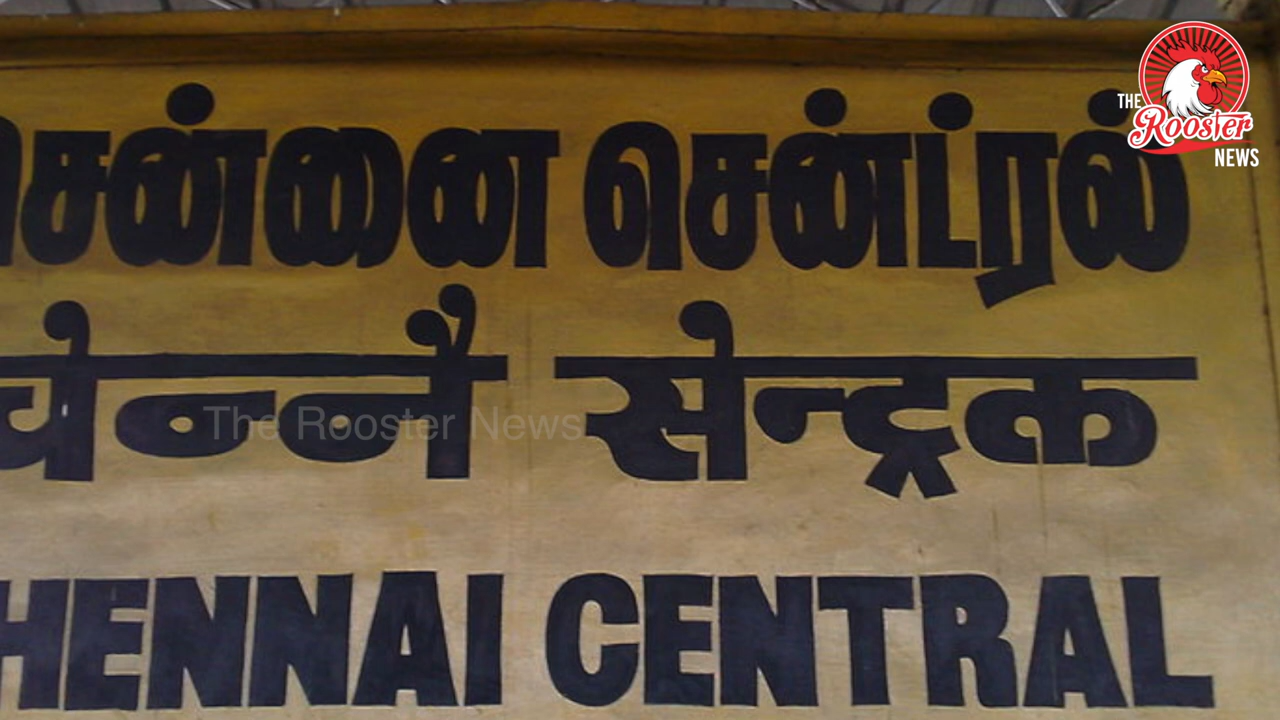 சென்னை சென்ட்ரல்
चेन्नै सेन्ट्रल
HENNAI CENTRAL
THE
Rooster
NEWS
The Rooster News